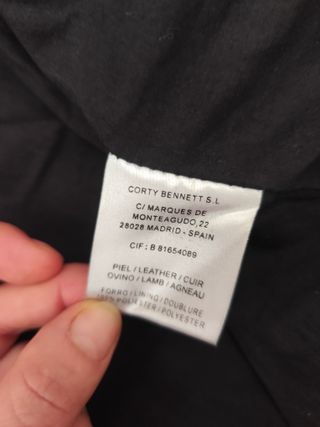 CORTY BENNETT S.L
C/ MARQUES DE
MONTEAGUDO,22
28028 MADRID - SPAIN
CIF: B 81654089
PIEL / LEATHER / CUIR
OVINO / LAMB / AGNEAU
FORRO / LINING / DOUBLURE
POLIESTER / POLYESTER